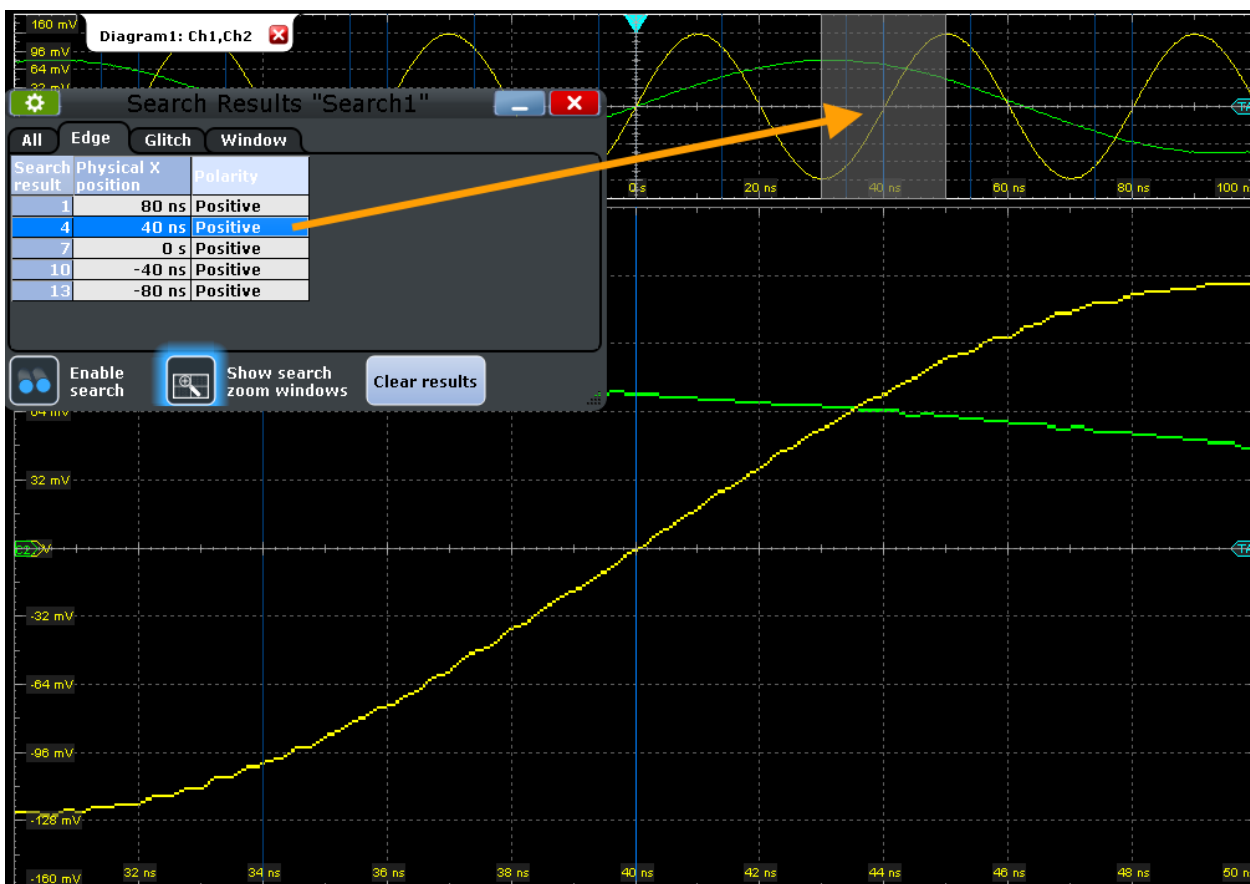 160 mV
Diagram1: Ch1,Ch2
96 mV
64 mV
Search Results "Search1"
All Edge Glitch Window
Search result Physical X position Polarity
1 80 ns Positive
4 40 ns Positive
7 0 s Positive
10 -40 ns Positive
13 -80 ns Positive
Enable search
Show search zoom windows
Clear results
0 s 20 ns 40 ns 60 ns 80 ns 100 n
64 mV
32 mV
C2
-32 mV
-64 mV
-96 mV
-128 mV
-160 mV
32 ns 34 ns 36 ns 38 ns 40 ns 42 ns 44 ns 46 ns 48 ns 50 n